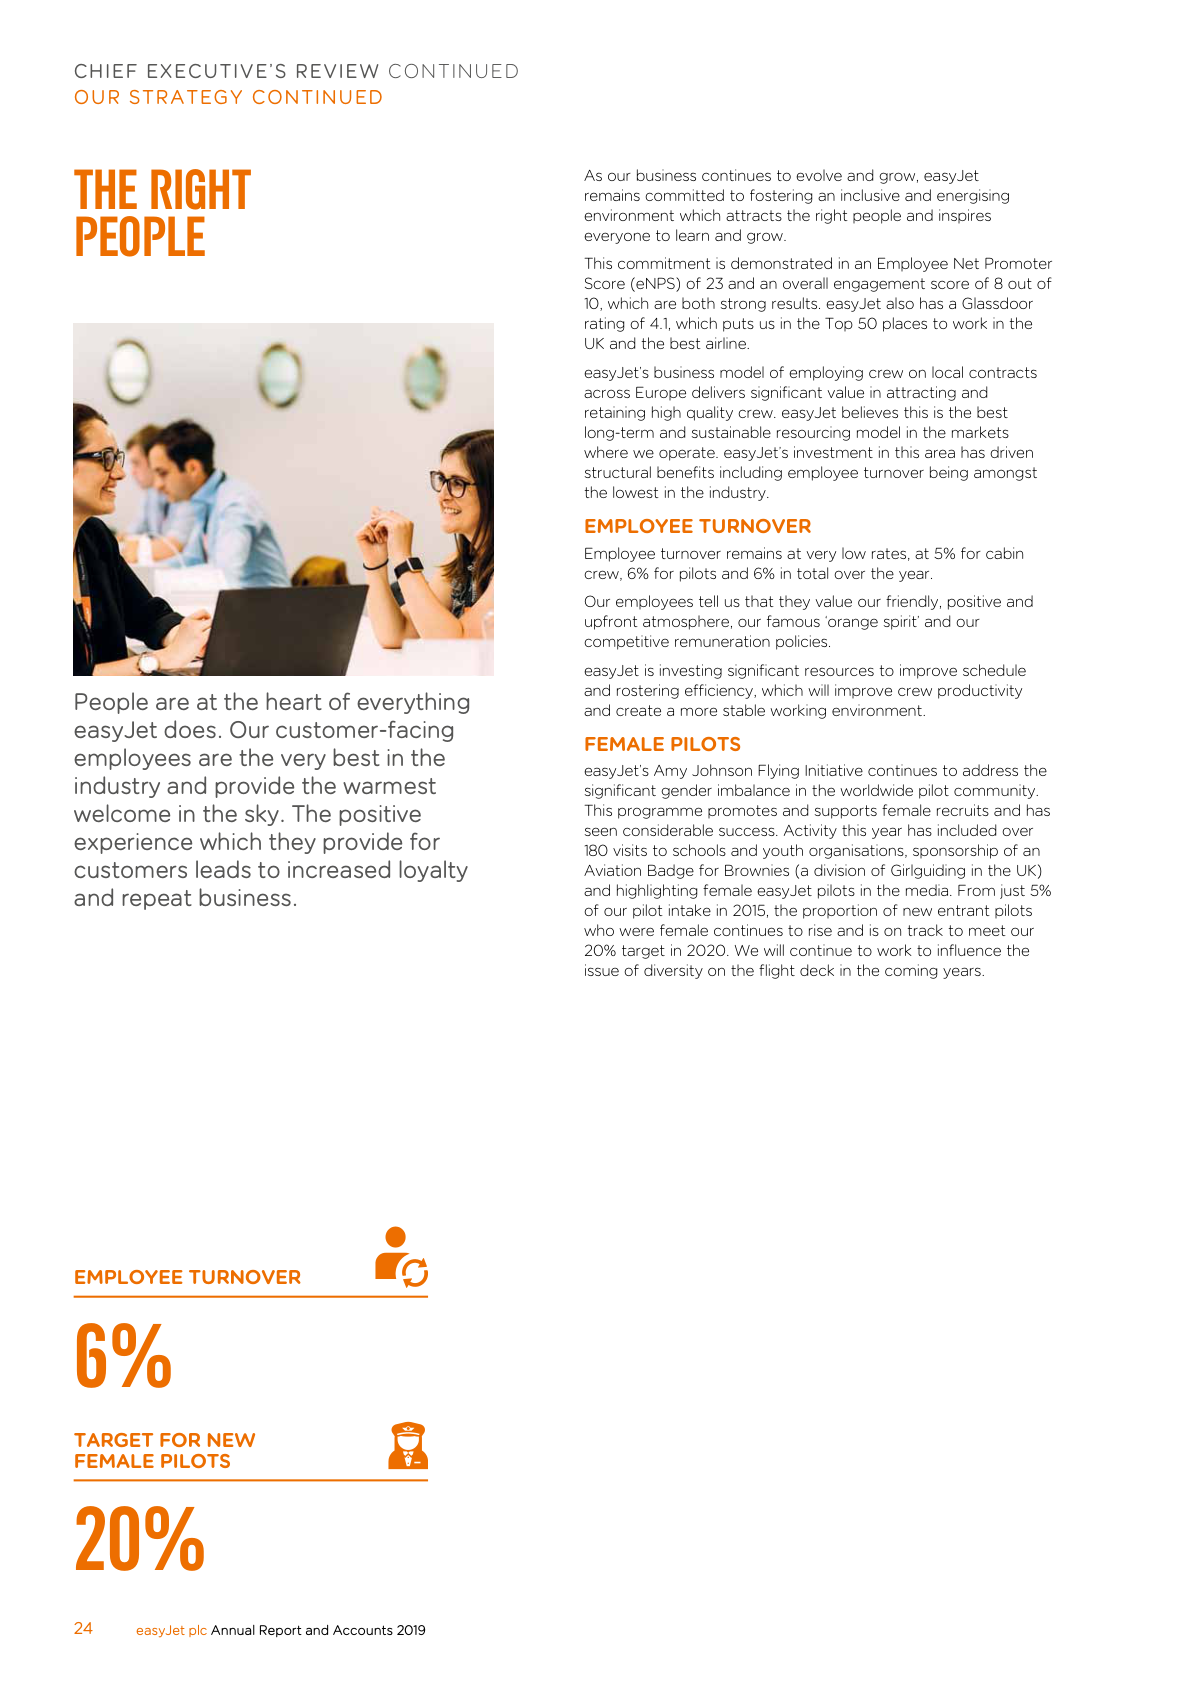 CHIEF EXECUTIVE’S REVIEW CONTINUED
OUR STRATEGY CONTINUED
THE RIGHT
PEOPLE
People are at the heart of everything
easyJet does. Our customer-facing
employees are the very best in the
industry and provide the warmest
welcome in the sky. The positive
experience which they provide for
customers leads to increased loyalty
and repeat business.
EMPLOYEE TURNOVER
6%
TARGET FOR NEW
FEMALE PILOTS
20%
As our business continues to evolve and grow, easyJet
remains committed to fostering an inclusive and energising
environment which attracts the right people and inspires
everyone to learn and grow.
This commitment is demonstrated in an Employee Net Promoter
Score (eNPS) of 23 and an overall engagement score of 8 out of
10, which are both strong results. easyJet also has a Glassdoor
rating of 4.1, which puts us in the Top 50 places to work in the
UK and the best airline.
easyJet’s business model of employing crew on local contracts
across Europe delivers significant value in attracting and
retaining high quality crew. easyJet believes this is the best
long-term and sustainable resourcing model in the markets
where we operate. easyJet’s investment in this area has driven
structural benefits including employee turnover being amongst
the lowest in the industry.
EMPLOYEE TURNOVER
Employee turnover remains at very low rates, at 5% for cabin
crew, 6% for pilots and 6% in total over the year.
Our employees tell us that they value our friendly, positive and
upfront atmosphere, our famous ‘orange spirit’ and our
competitive remuneration policies.
easyJet is investing significant resources to improve schedule
and rostering efficiency, which will improve crew productivity
and create a more stable working environment.
FEMALE PILOTS
easyJet’s Amy Johnson Flying Initiative continues to address the
significant gender imbalance in the worldwide pilot community.
This programme promotes and supports female recruits and has
seen considerable success. Activity this year has included over
180 visits to schools and youth organisations, sponsorship of an
Aviation Badge for Brownies (a division of Girlguiding in the UK)
and highlighting female easyJet pilots in the media. From just 5%
of our pilot intake in 2015, the proportion of new entrant pilots
who were female continues to rise and is on track to meet our
20% target in 2020. We will continue to work to influence the
issue of diversity on the flight deck in the coming years.
24 easyJet plc Annual Report and Accounts 2019